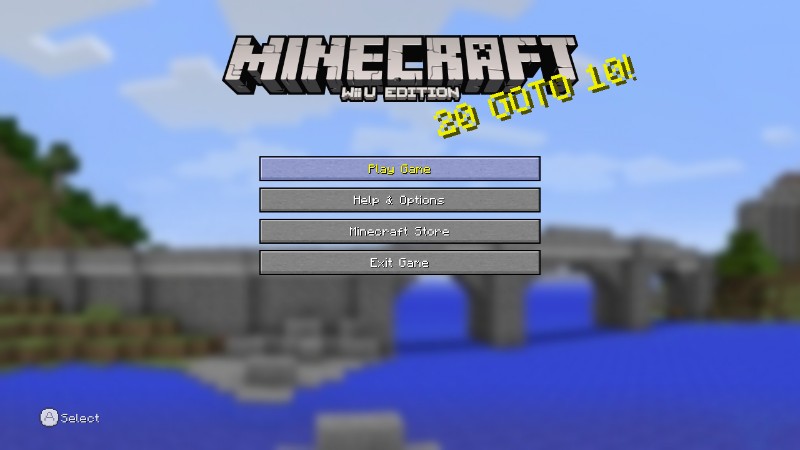 MINECRAFT
Wii U EDITION
20 GOTO 10!
Play Game
Help & Options
Minecraft Store
Exit Game
A Select